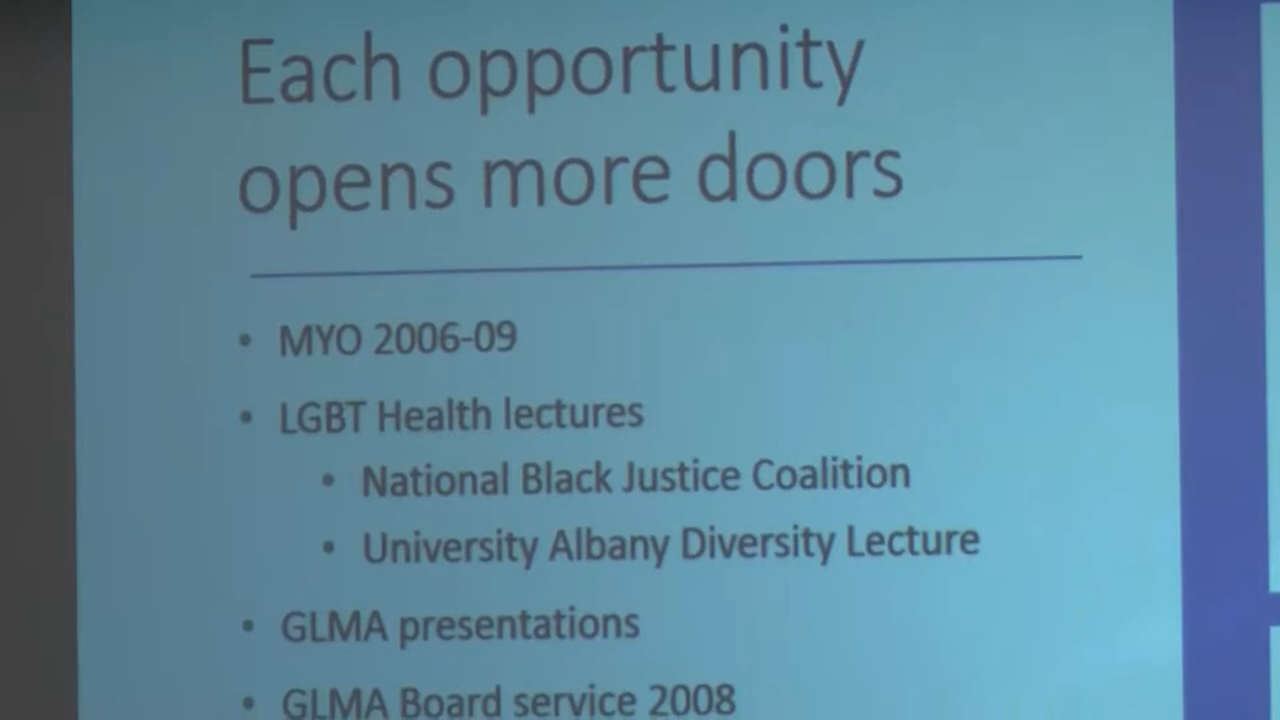 Each opportunity
opens more doors
• MYO 2006-09
• LGBT Health lectures
• National Black Justice Coalition
• University Albany Diversity Lecture
• GLMA presentations
• GLMA Board service 2008